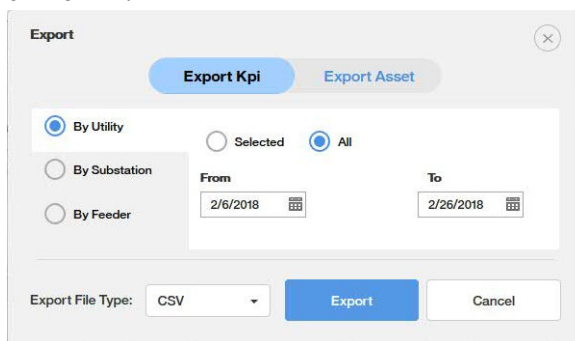 Export
Export Kpi Export Asset
By Utility
Selected All
By Substation
From To
2/6/2018 2/26/2018
By Feeder
Export File Type: CSV Export Cancel